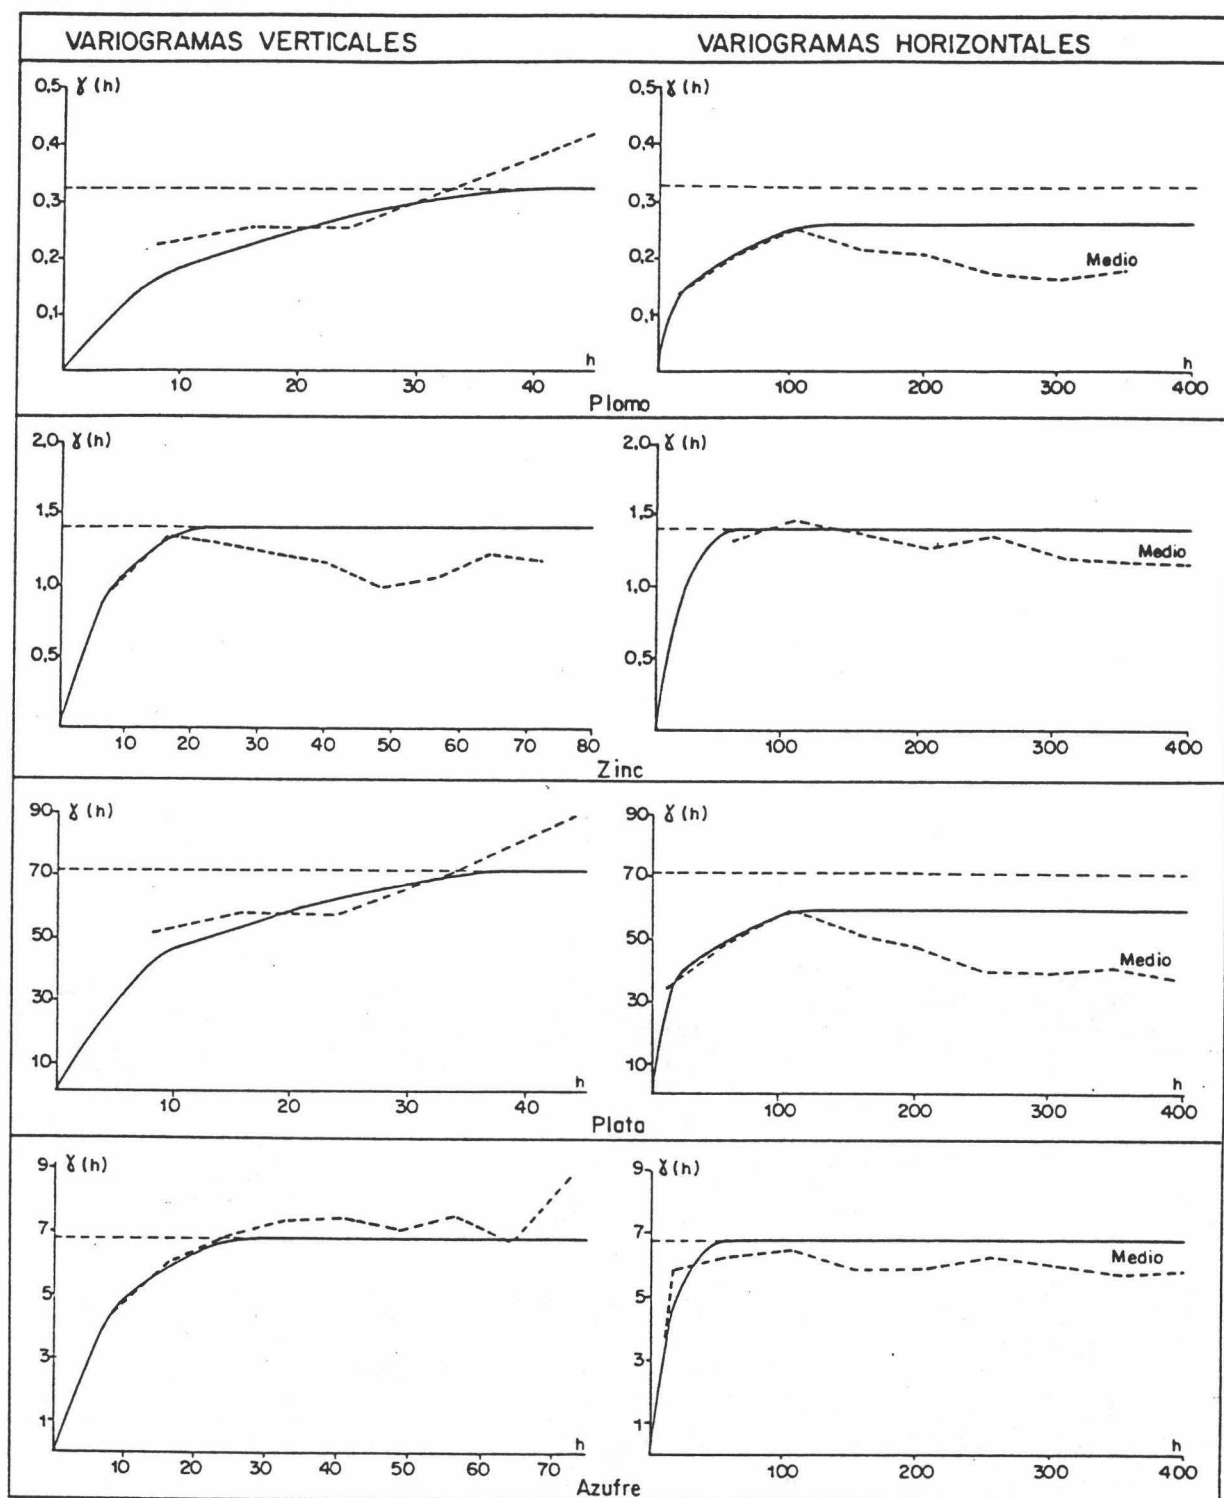 VARIOGRAMAS VERTICALES
VARIOGRAMAS HORIZONTALES
0,5 γ(h)
0,4
0,3
0,2
0,1
10 20 30 40 h
0,5 γ(h)
0,4
0,3
0,2
0,1
Medio
100 200 300 400 h
Plomo
2,0 γ(h)
1,5
1,0
0,5
10 20 30 40 50 60 70 80
2,0 γ(h)
1,5
1,0
0,5
Medio
100 200 300 400
Zinc
90 γ(h)
70
50
30
10
10 20 30 40 h
90 γ(h)
70
50
30
10
Medio
100 200 300 400 h
Plata
9 γ(h)
7
5
3
1
10 20 30 40 50 60 70 h
9 γ(h)
7
5
3
1
Medio
100 200 300 400 h
Azufre